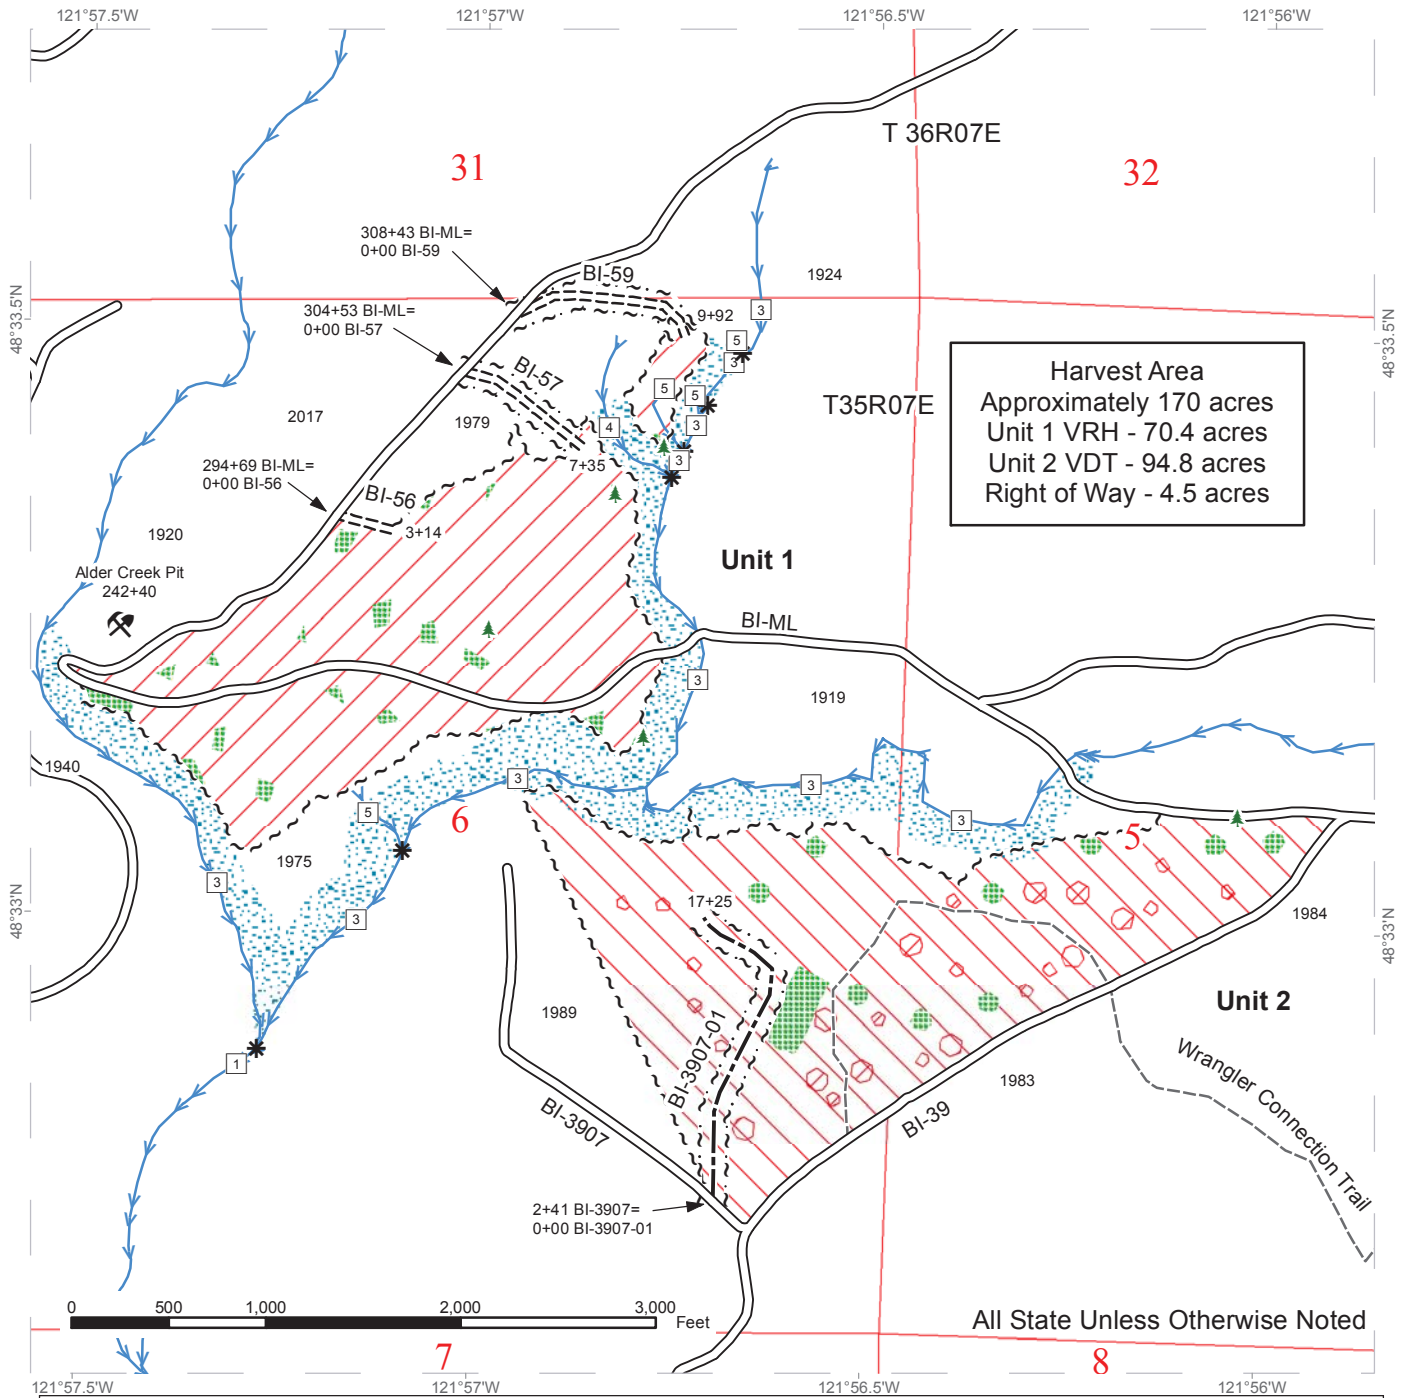 121°57.5'W
121°57'W
121°56.5'W
121°56'W
T 36R07E
31
32
308+43 BI-ML=
0+00 BI-59
BI-59
1924
48°33.5'N
48°33.5'N
304+53 BI-ML=
0+00 BI-57
9+92
3
5
3
BI-57
5
5
Harvest Area
Approximately 170 acres
Unit 1 VRH - 70.4 acres
Unit 2 VDT - 94.8 acres
Right of Way - 4.5 acres
T35R07E
2017
1979
4
3
3
7+35
294+69 BI-ML=
0+00 BI-56
BI-56
3+14
1920
Unit 1
Alder Creek Pit
242+40
BI-ML
3
1919
1940
3
3
3
5
6
5
1975
3
3
17+25
1984
48°33'N
48°33'N
1989
Unit 2
BI-3907-01
1
1983
Wrangler Connection Trail
BI-3907
BI-39
2+41 BI-3907=
0+00 BI-3907-01
0 500 1,000 2,000 3,000
Feet
All State Unless Otherwise Noted
7
8
121°57.5'W
121°57'W
121°56.5'W
121°56'W